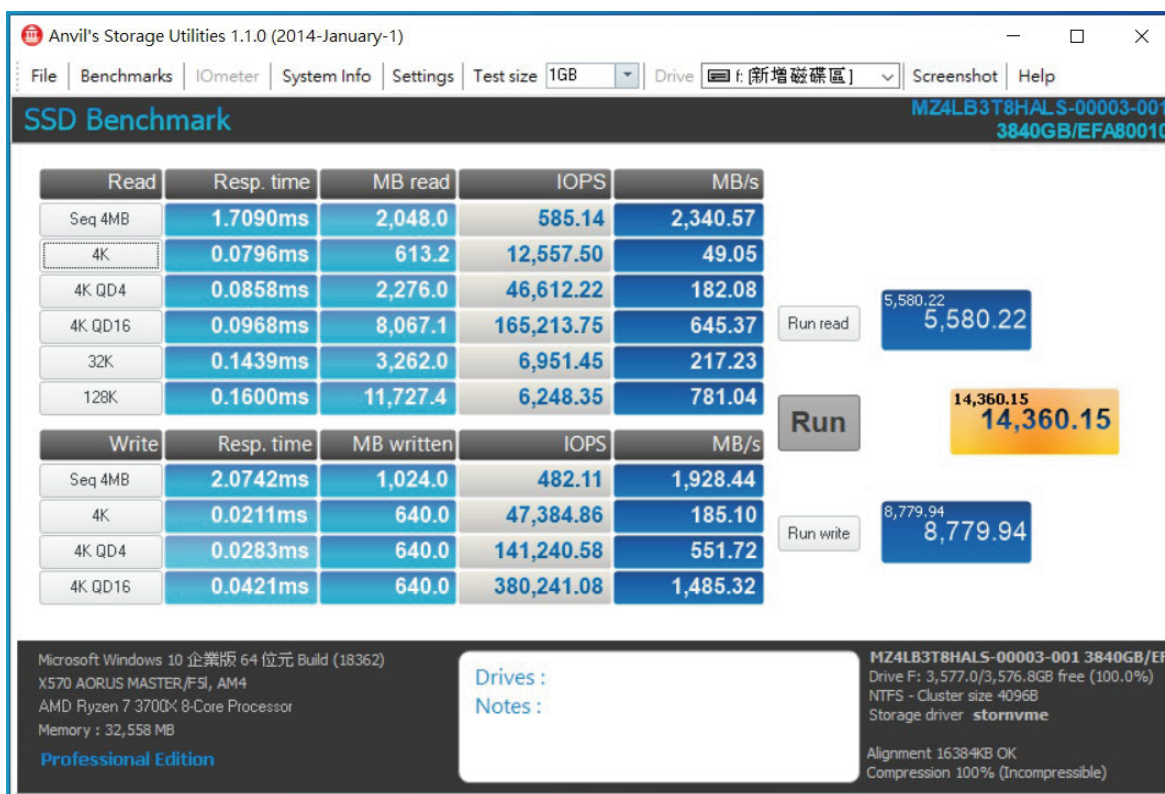 Anvil's Storage Utilities 1.1.0 (2014-January-1)
File Benchmarks IOmeter System Info Settings Test size 1GB Drive f: [新增磁碟區] Screenshot Help
SSD Benchmark
MZ4LB3T8HALS-00003-001
3840GB/EFA80010
Read Resp. time MB read IOPS MB/s
Seq 4MB 1.7090ms 2,048.0 585.14 2,340.57
4K 0.0796ms 613.2 12,557.50 49.05
4K QD4 0.0858ms 2,276.0 46,612.22 182.08
4K QD16 0.0968ms 8,067.1 165,213.75 645.37
32K 0.1439ms 3,262.0 6,951.45 217.23
128K 0.1600ms 11,727.4 6,248.35 781.04
Run read
5,580.22
5,580.22
Run
14,360.15
14,360.15
Write Resp. time MB written IOPS MB/s
Seq 4MB 2.0742ms 1,024.0 482.11 1,928.44
4K 0.0211ms 640.0 47,384.86 185.10
4K QD4 0.0283ms 640.0 141,240.58 551.72
4K QD16 0.0421ms 640.0 380,241.08 1,485.32
Run write
8,779.94
8,779.94
Microsoft Windows 10 企業版 64 位元 Build (18362)
X570 AORUS MASTER/F5l, AM4
AMD Ryzen 7 3700X 8-Core Processor
Memory : 32,558 MB
Professional Edition
Drives :
Notes :
MZ4LB3T8HALS-00003-001 3840GB/EF
Drive F: 3,577.0/3,576.8GB free (100.0%)
NTFS - Cluster size 4096B
Storage driver stornvme
Alignment 16384KB OK
Compression 100% (Incompressible)